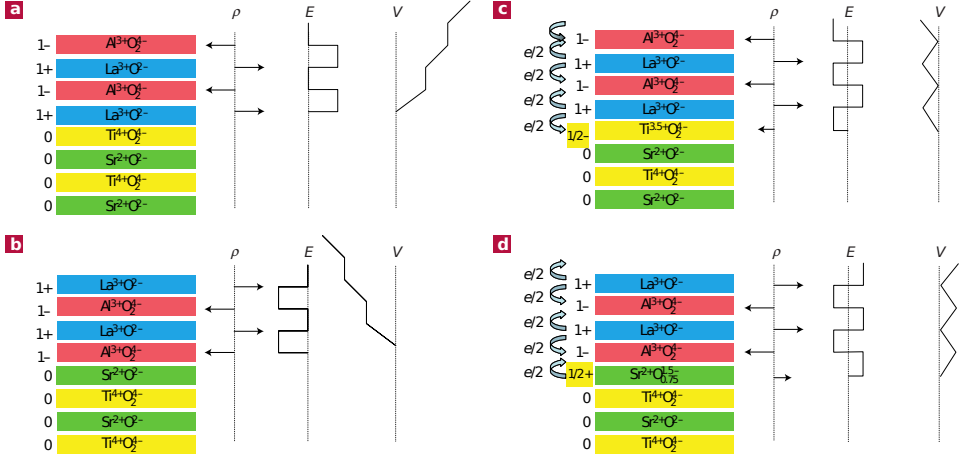 a ρ E V
1– Al³⁺O₂⁴⁻
1+ La³⁺O²⁻
1– Al³⁺O₂⁴⁻
1+ La³⁺O²⁻
0 Ti⁴⁺O₂⁴⁻
0 Sr²⁺O²⁻
0 Ti⁴⁺O₂⁴⁻
0 Sr²⁺O²⁻
b ρ E V
1+ La³⁺O²⁻
1– Al³⁺O₂⁴⁻
1+ La³⁺O²⁻
1– Al³⁺O₂⁴⁻
0 Sr²⁺O²⁻
0 Ti⁴⁺O₂⁴⁻
0 Sr²⁺O²⁻
0 Ti⁴⁺O₂⁴⁻
c ρ E V
1– Al³⁺O₂⁴⁻
e/2
1+ La³⁺O²⁻
e/2
1– Al³⁺O₂⁴⁻
e/2
1+ La³⁺O²⁻
e/2
1/2– Ti³·⁵⁺O₂⁴⁻
0 Sr²⁺O²⁻
0 Ti⁴⁺O₂⁴⁻
0 Sr²⁺O²⁻
d ρ E V
e/2
1+ La³⁺O²⁻
e/2
1– Al³⁺O₂⁴⁻
e/2
1+ La³⁺O²⁻
e/2
1– Al³⁺O₂⁴⁻
e/2
1/2+ Sr²⁺O₀.₇₅¹·⁵⁻
0 Ti⁴⁺O₂⁴⁻
0 Sr²⁺O²⁻
0 Ti⁴⁺O₂⁴⁻